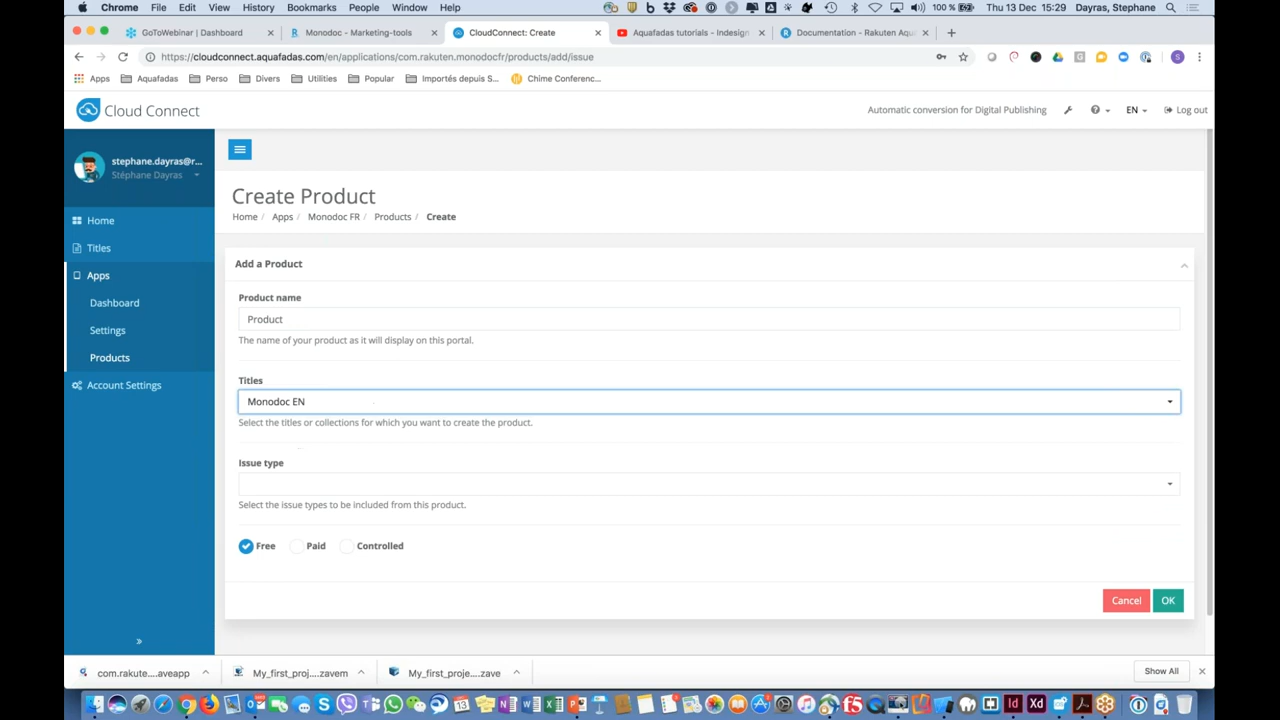 Chrome File Edit View History Bookmarks People Window Help 100 % Thu 13 Dec 15:29 Dayras, Stephane
GoToWebinar | Dashboard Monodoc - Marketing-tools CloudConnect: Create Aquafadas tutorials - Indesign Documentation - Rakuten Aqu
https://cloudconnect.aquafadas.com/en/applications/com.rakuten.monodocfr/products/add/issue
Apps Aquafadas Perso Divers Utilities Popular Importés depuis S... Chime Conferenc...
Cloud Connect Automatic conversion for Digital Publishing EN Log out
stephane.dayras@r...
Stéphane Dayras
Home
Titles
Apps
Dashboard
Settings
Products
Account Settings
»
Create Product
Home / Apps / Monodoc FR / Products / Create
Add a Product
Product name
Product
The name of your product as it will display on this portal.
Titles
Monodoc EN
Select the titles or collections for which you want to create the product.
Issue type
Select the issue types to be included from this product.
Free Paid Controlled
Cancel OK
com.rakute....aveapp My_first_proj....zavem My_first_proje....zave Show All